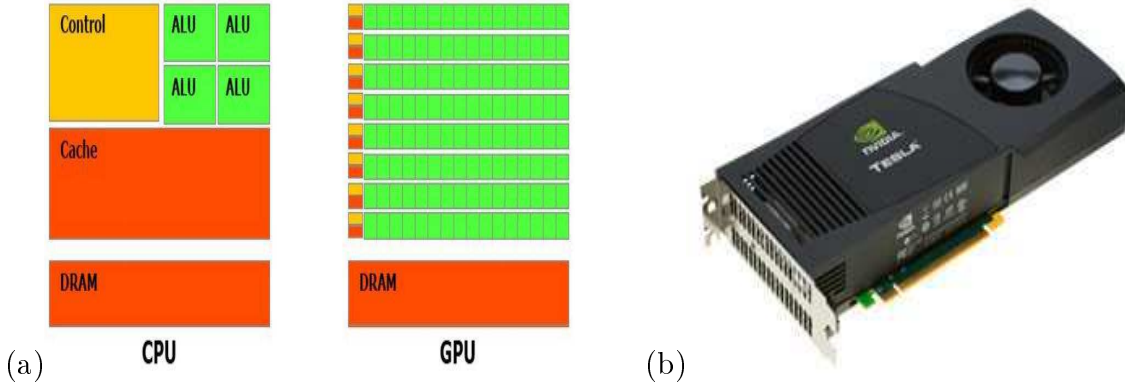 Control
ALU ALU
ALU ALU
Cache
DRAM
CPU
DRAM
GPU
NVIDIA
TESLA
(a)
(b)